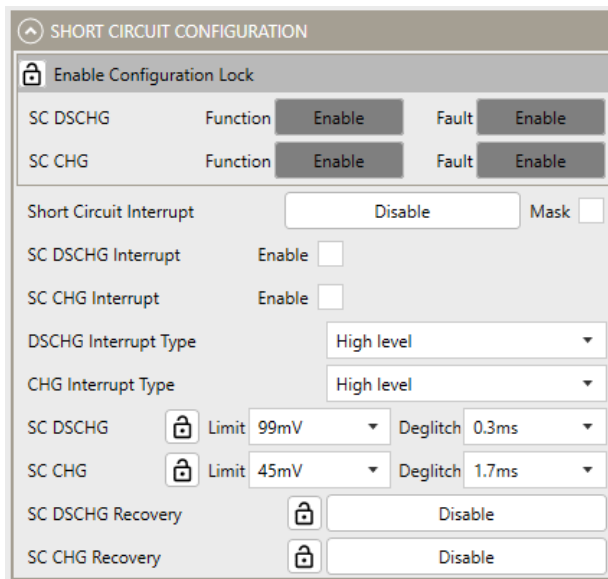 SHORT CIRCUIT CONFIGURATION
Enable Configuration Lock
SC DSCHG Function Enable Fault Enable
SC CHG Function Enable Fault Enable
Short Circuit Interrupt Disable Mask
SC DSCHG Interrupt Enable
SC CHG Interrupt Enable
DSCHG Interrupt Type High level
CHG Interrupt Type High level
SC DSCHG Limit 99mV Deglitch 0.3ms
SC CHG Limit 45mV Deglitch 1.7ms
SC DSCHG Recovery Disable
SC CHG Recovery Disable